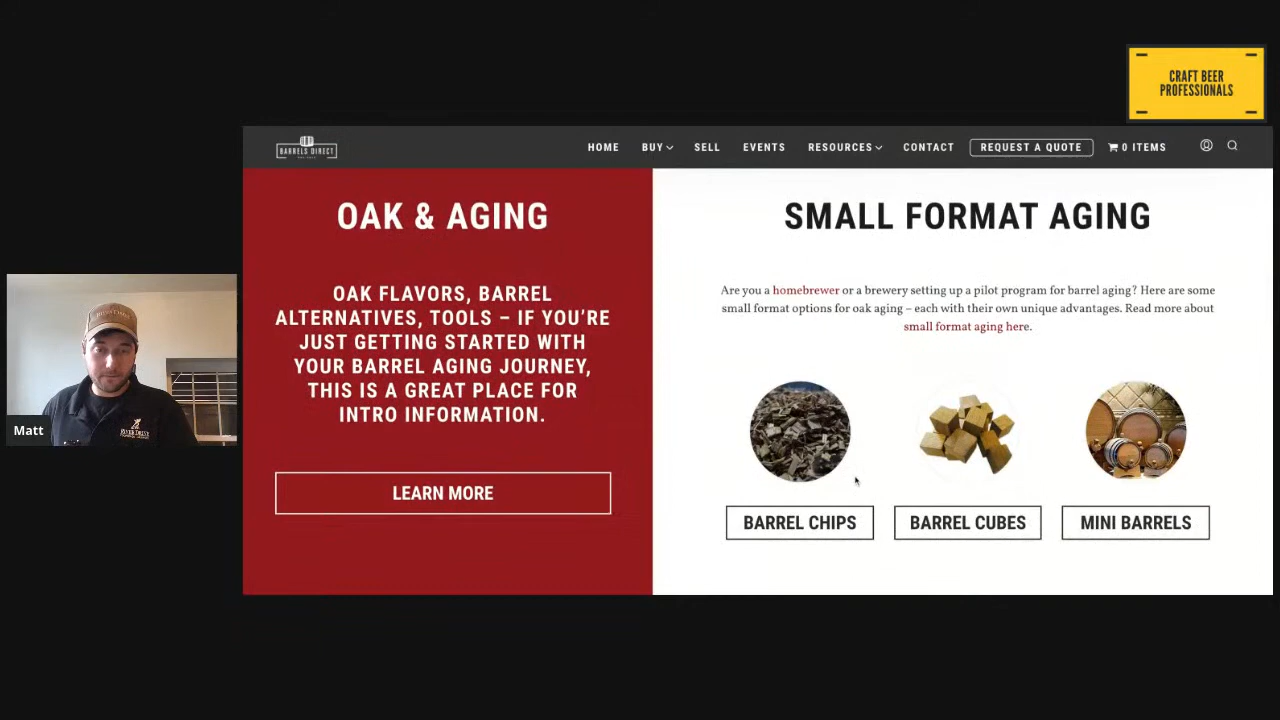 CRAFT BEER
PROFESSIONALS
BARRELS DIRECT
HOME BUY SELL EVENTS RESOURCES CONTACT REQUEST A QUOTE 0 ITEMS
OAK & AGING
OAK FLAVORS, BARREL
ALTERNATIVES, TOOLS – IF YOU’RE
JUST GETTING STARTED WITH
YOUR BARREL AGING JOURNEY,
THIS IS A GREAT PLACE FOR
INTRO INFORMATION.
LEARN MORE
SMALL FORMAT AGING
Are you a homebrewer or a brewery setting up a pilot program for barrel aging? Here are some
small format options for oak aging – each with their own unique advantages. Read more about
small format aging here.
BARREL CHIPS BARREL CUBES MINI BARRELS
Matt